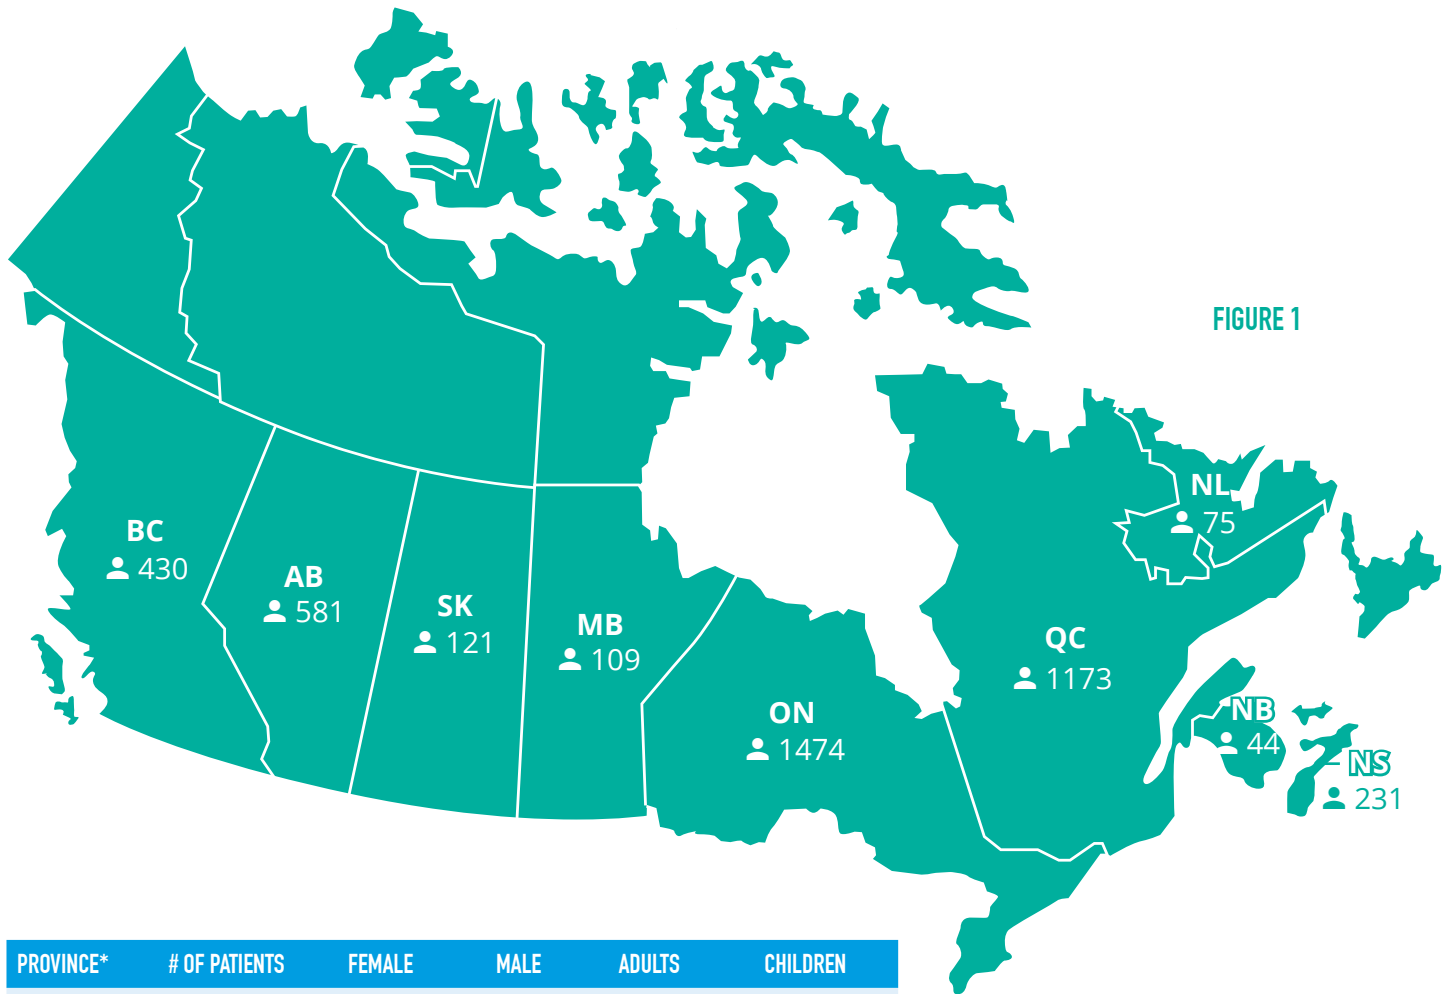 FIGURE 1
NL
75
BC
430
AB
581
SK
121
MB
109
QC
1173
ON
1474
NB
44
NS
231
PROVINCE* # OF PATIENTS FEMALE MALE ADULTS CHILDREN